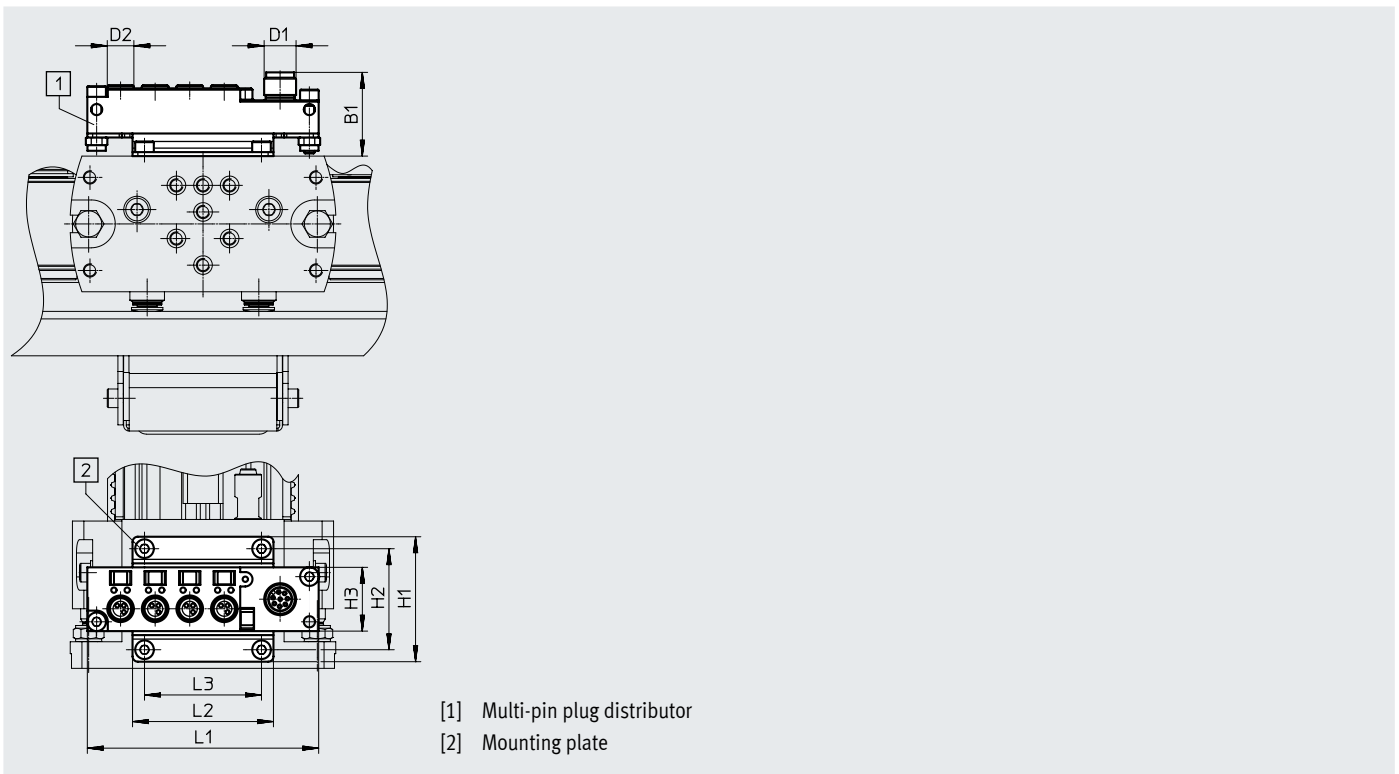 D2
D1
1
B1
2
H3
H2
H1
L3
L2
L1
[1] Multi-pin plug distributor
[2] Mounting plate